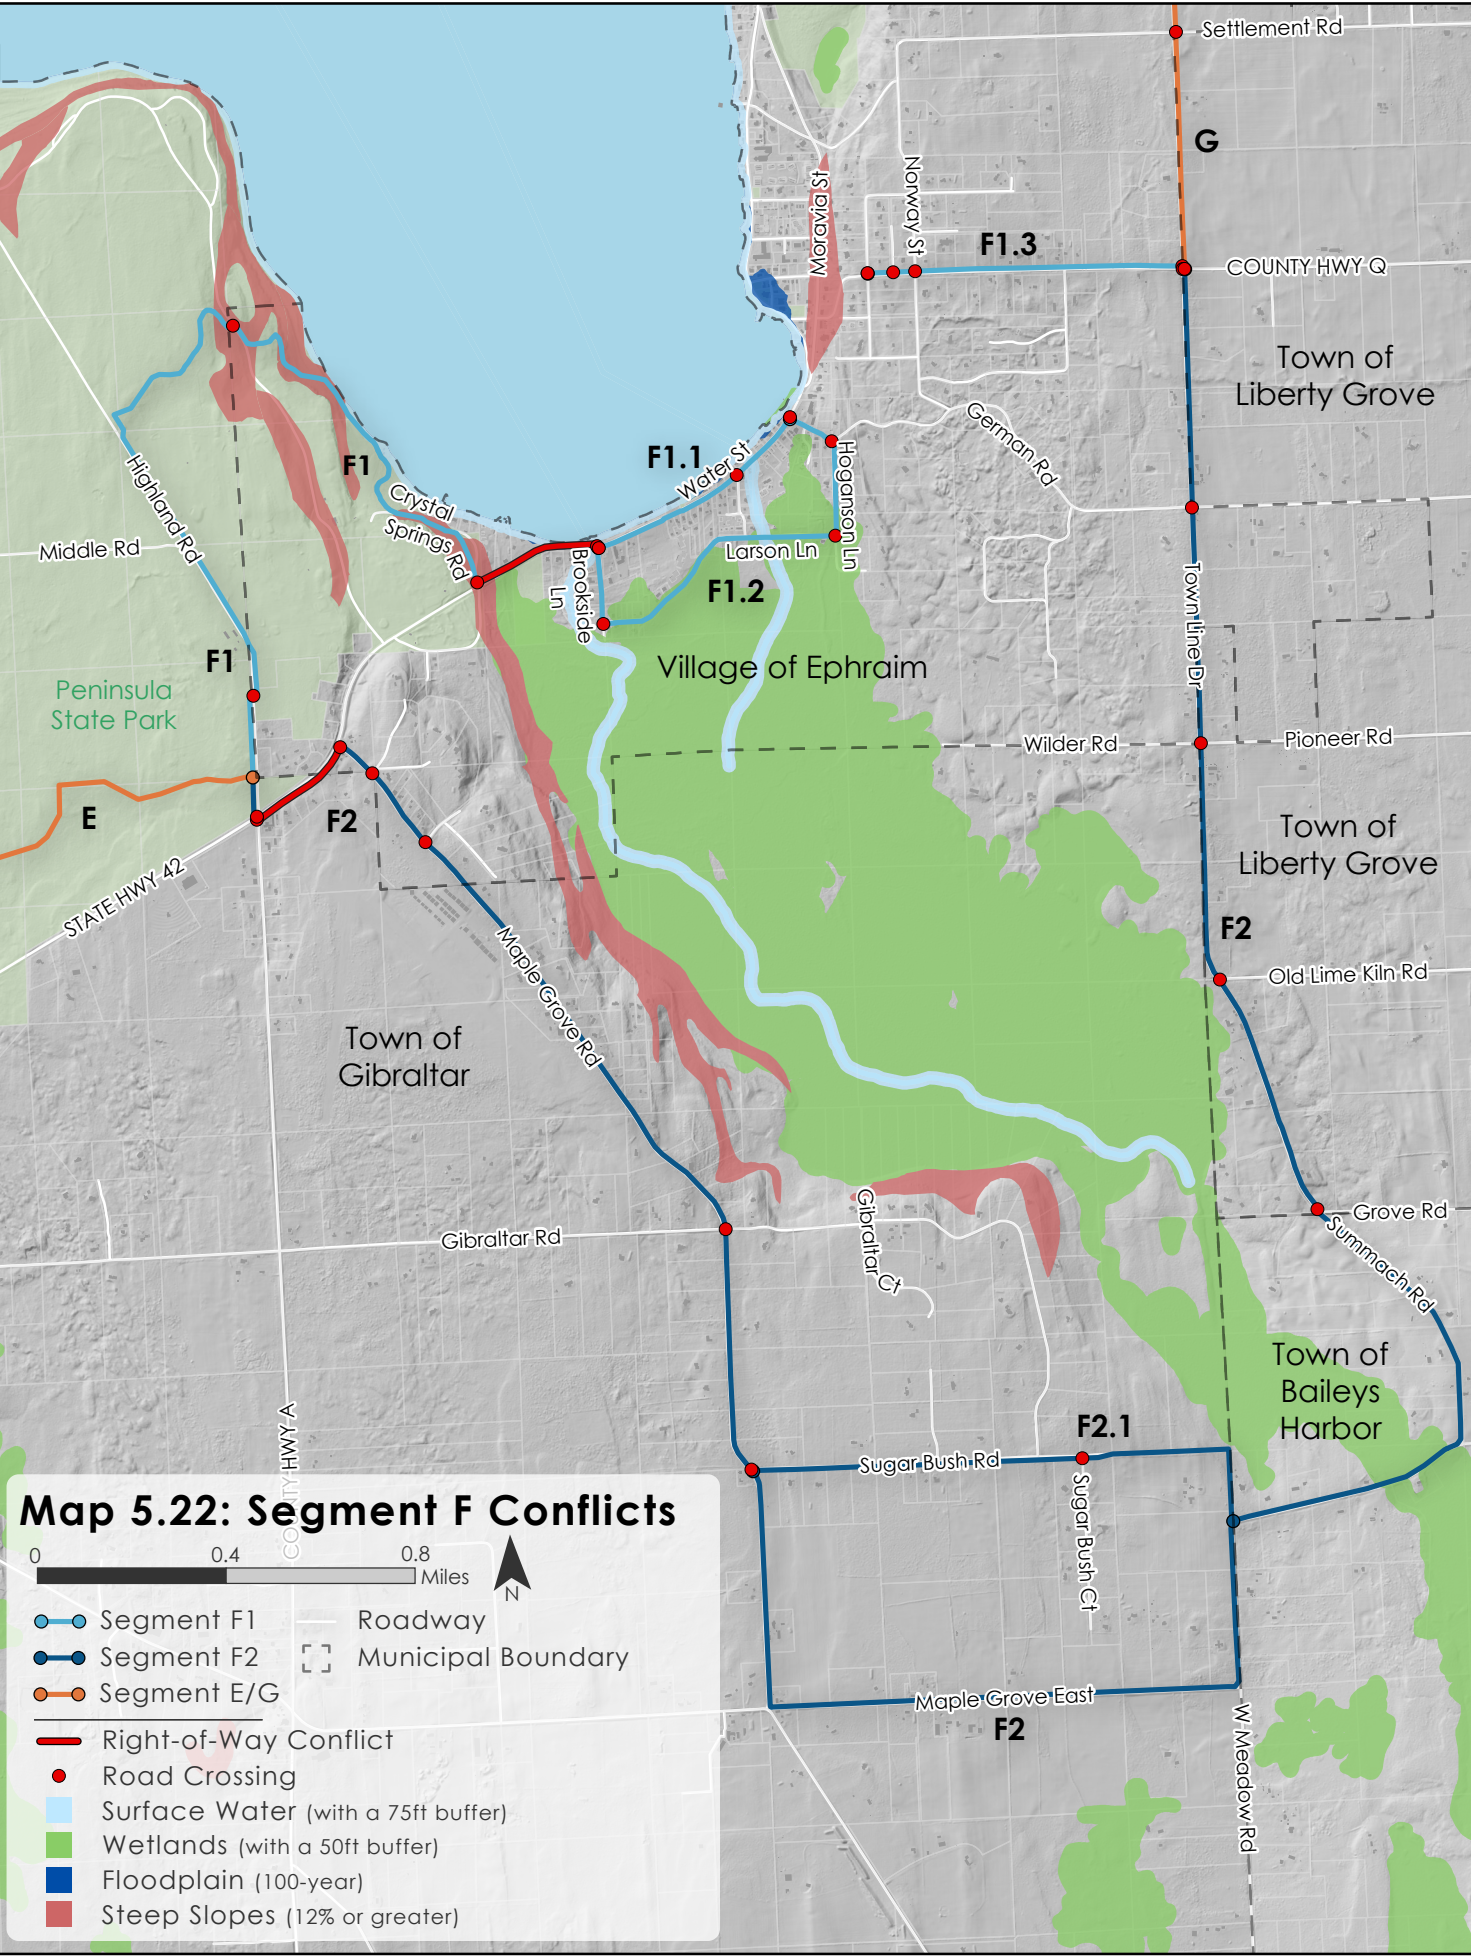 Settlement Rd
G
Norway St
Moravia St
F1.3
COUNTY HWY Q
Town of
Liberty Grove
German Rd
F1
Highland Rd
Crystal
Springs Rd
F1.1
Water St
Hoganson Ln
Middle Rd
Brookside
Ln
Larson Ln
F1.2
Town Line Dr
F1
Village of Ephraim
Peninsula
State Park
Wilder Rd
Pioneer Rd
E
F2
Town of
Liberty Grove
STATE HWY 42
F2
Maple Grove Rd
Old Lime Kiln Rd
Town of
Gibraltar
Gibraltar Rd
Gibraltar Ct
Grove Rd
Summach Rd
Town of
Baileys
Harbor
COUNTY HWY A
F2.1
Sugar Bush Rd
Sugar Bush Ct
Maple Grove East
F2
W Meadow Rd
Map 5.22: Segment F Conflicts
0 0.4 0.8
Miles
N
Segment F1
Roadway
Segment F2
Municipal Boundary
Segment E/G
Right-of-Way Conflict
Road Crossing
Surface Water (with a 75ft buffer)
Wetlands (with a 50ft buffer)
Floodplain (100-year)
Steep Slopes (12% or greater)